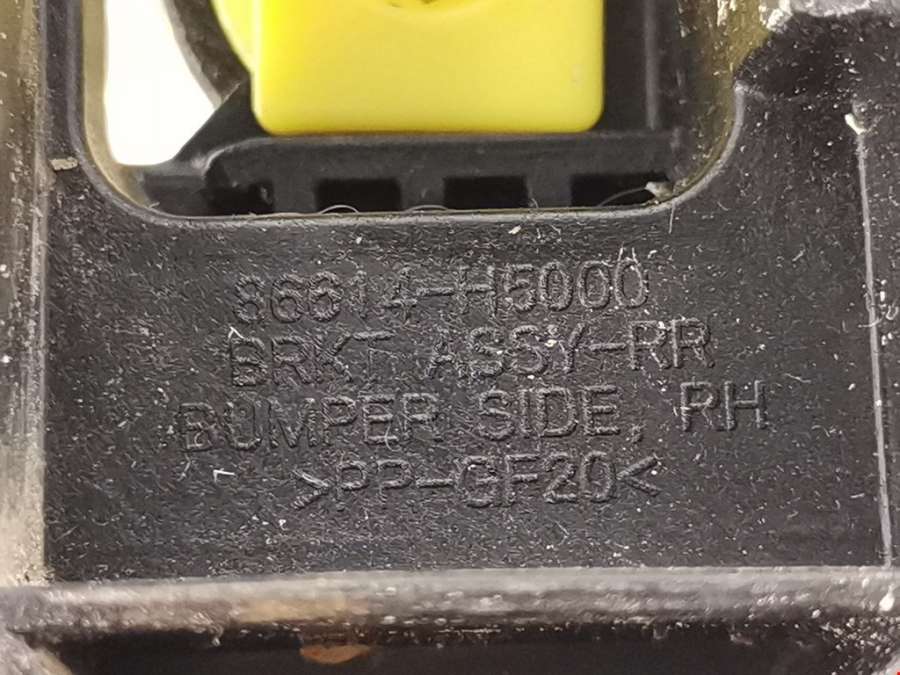 86614-H5000
BRKT ASSY-RR
BUMPER SIDE, RH
>PP-GF20<